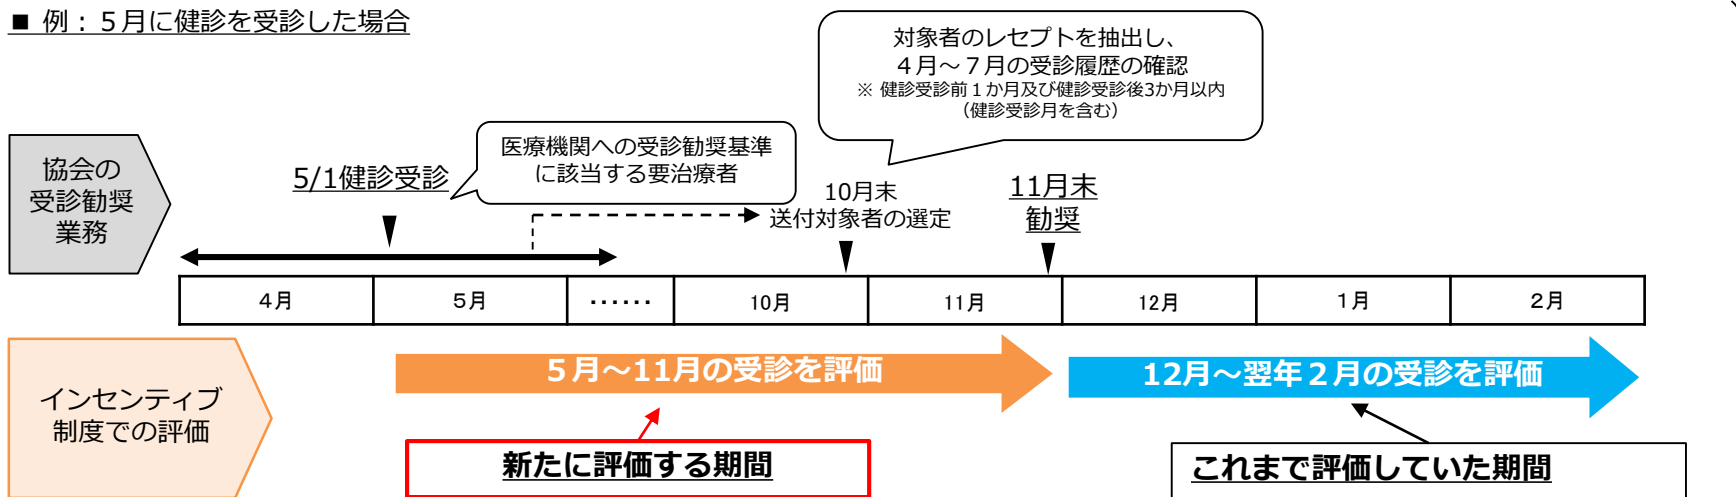 ■ 例：５月に健診を受診した場合
対象者のレセプトを抽出し、
４月～７月の受診履歴の確認
※ 健診受診前１か月及び健診受診後3か月以内
（健診受診月を含む）
協会の
受診勧奨
業務
5/1健診受診
医療機関への受診勧奨基準
に該当する要治療者
10月末
送付対象者の選定
11月末
勧奨
4月
5月
……
10月
11月
12月
1月
2月
インセンティブ
制度での評価
５月～11月の受診を評価
12月～翌年２月の受診を評価
新たに評価する期間
これまで評価していた期間